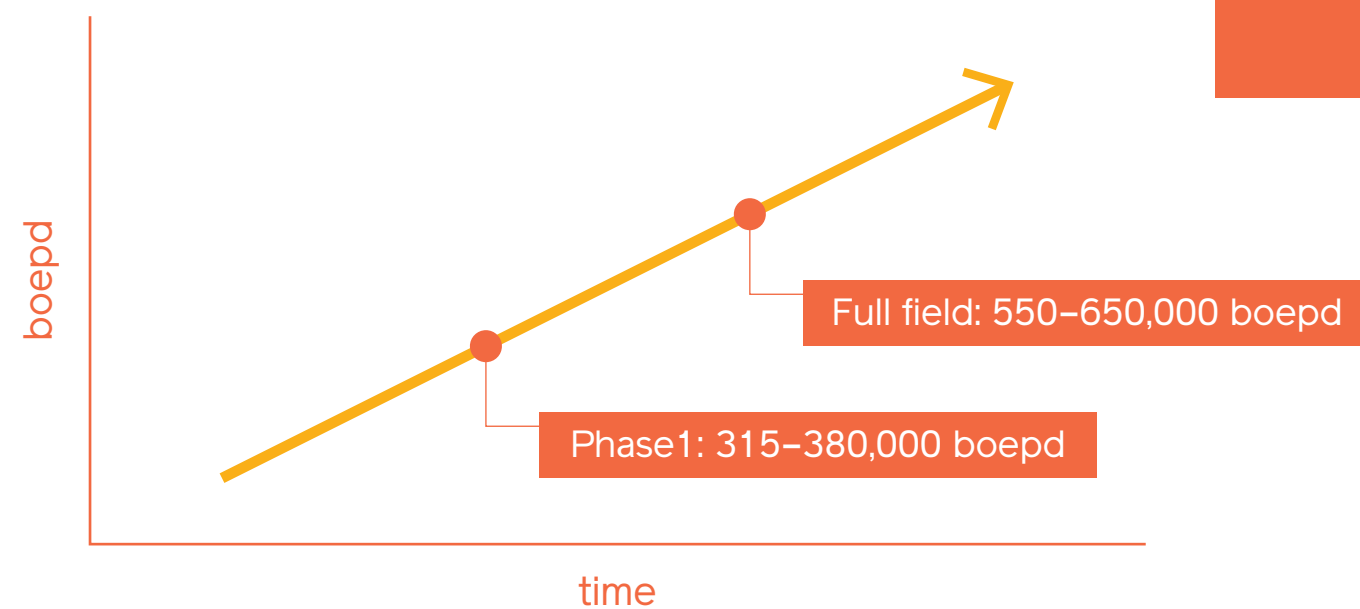 boepd
Full field: 550–650,000 boepd
Phase1: 315–380,000 boepd
time